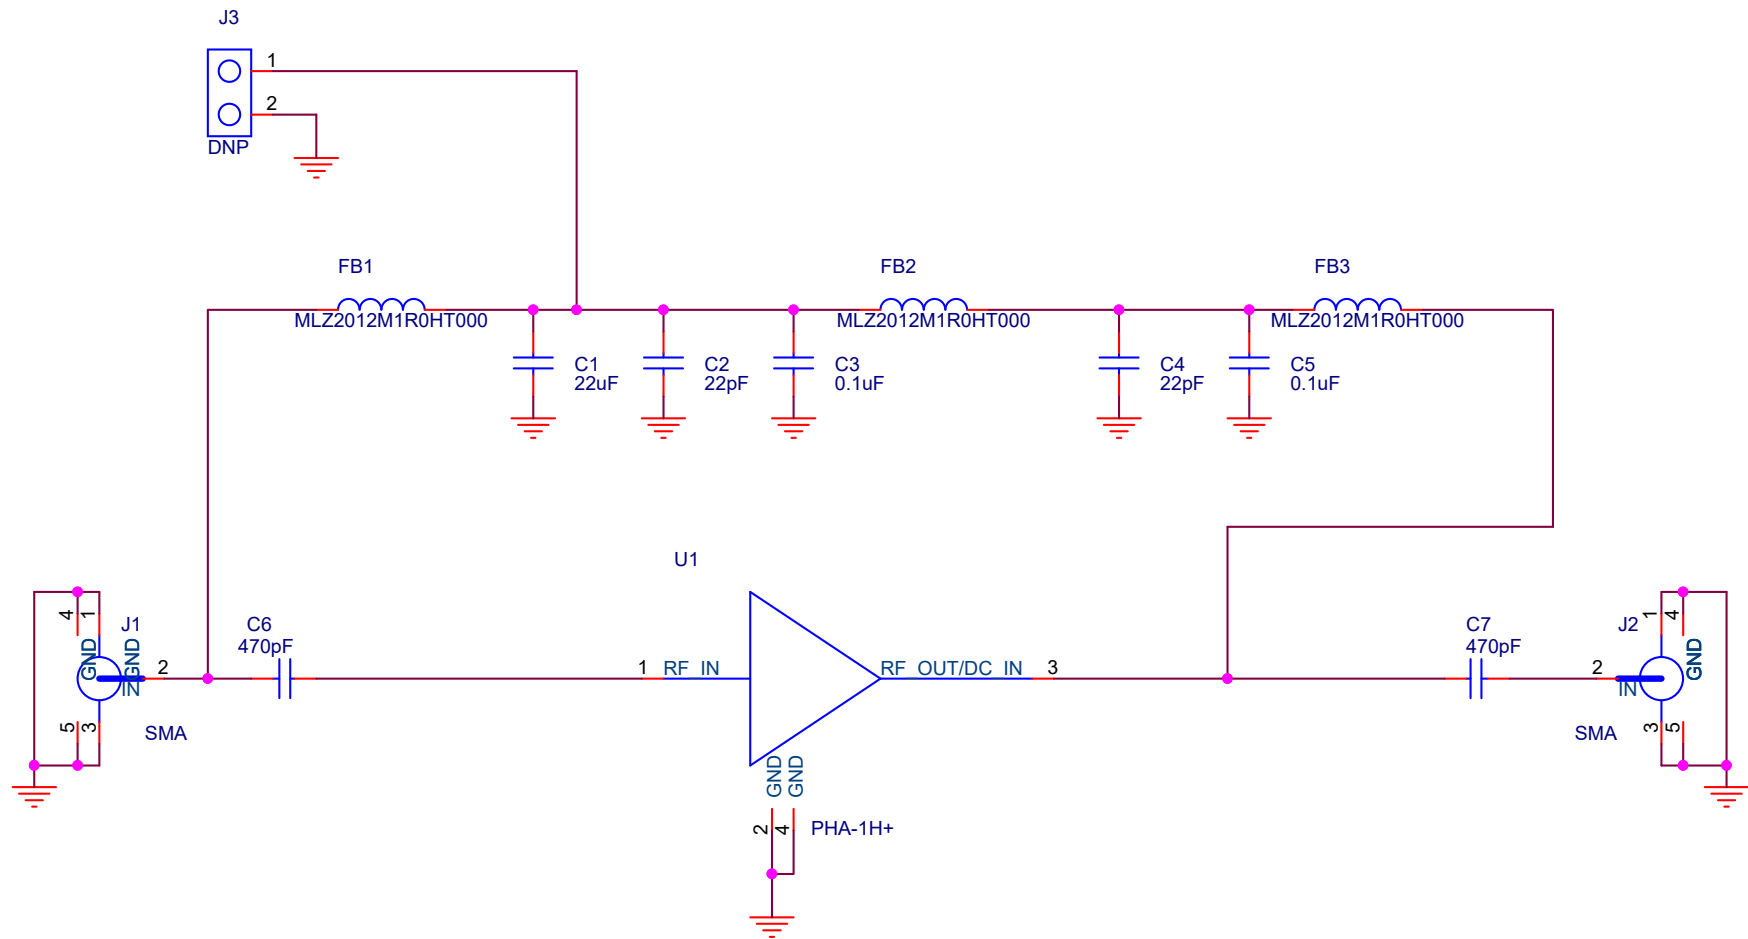 J3
1
2
DNP
FB1
MLZ2012M1R0HT000
FB2
MLZ2012M1R0HT000
FB3
MLZ2012M1R0HT000
C1
22uF
C2
22pF
C3
0.1uF
C4
22pF
C5
0.1uF
U1
4
1
GND
GND
J1
IN
2
5
3
SMA
C6
470pF
1
RF_IN
RF_OUT/DC_IN
3
GND
GND
2
4
PHA-1H+
C7
470pF
1
4
J2
GND
2
IN
3
5
SMA